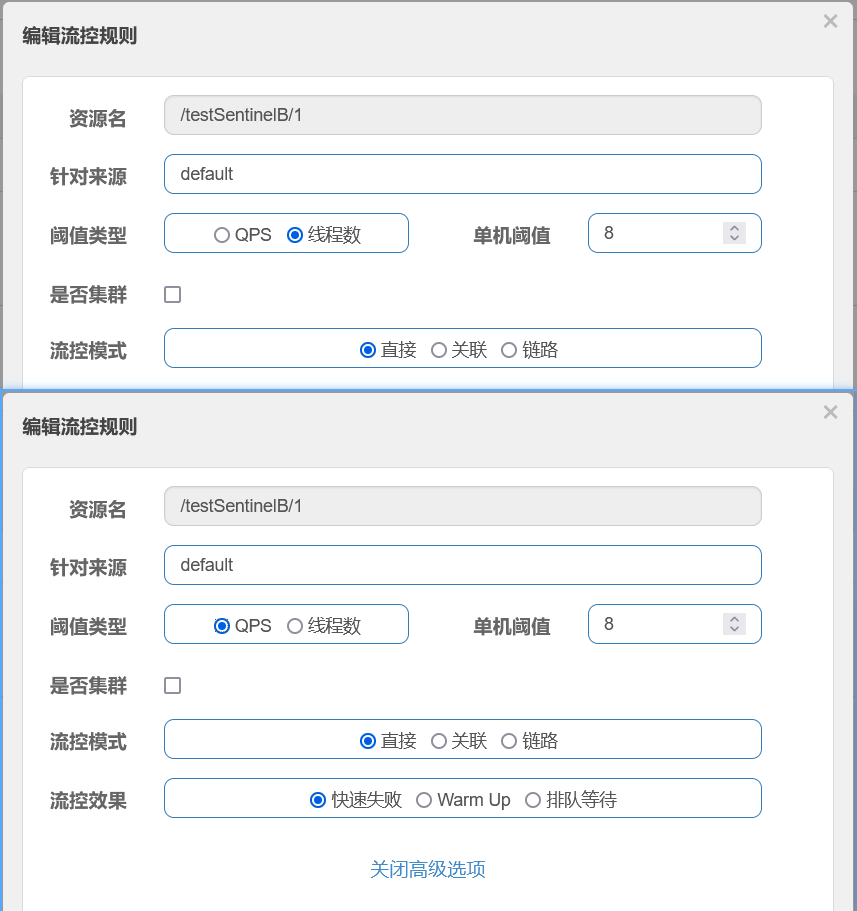 编辑流控规则 ×
资源名 /testSentinelB/1
针对来源 default
阈值类型 QPS 线程数 单机阈值 8
是否集群
流控模式 直接 关联 链路
编辑流控规则 ×
资源名 /testSentinelB/1
针对来源 default
阈值类型 QPS 线程数 单机阈值 8
是否集群
流控模式 直接 关联 链路
流控效果 快速失败 Warm Up 排队等待
关闭高级选项